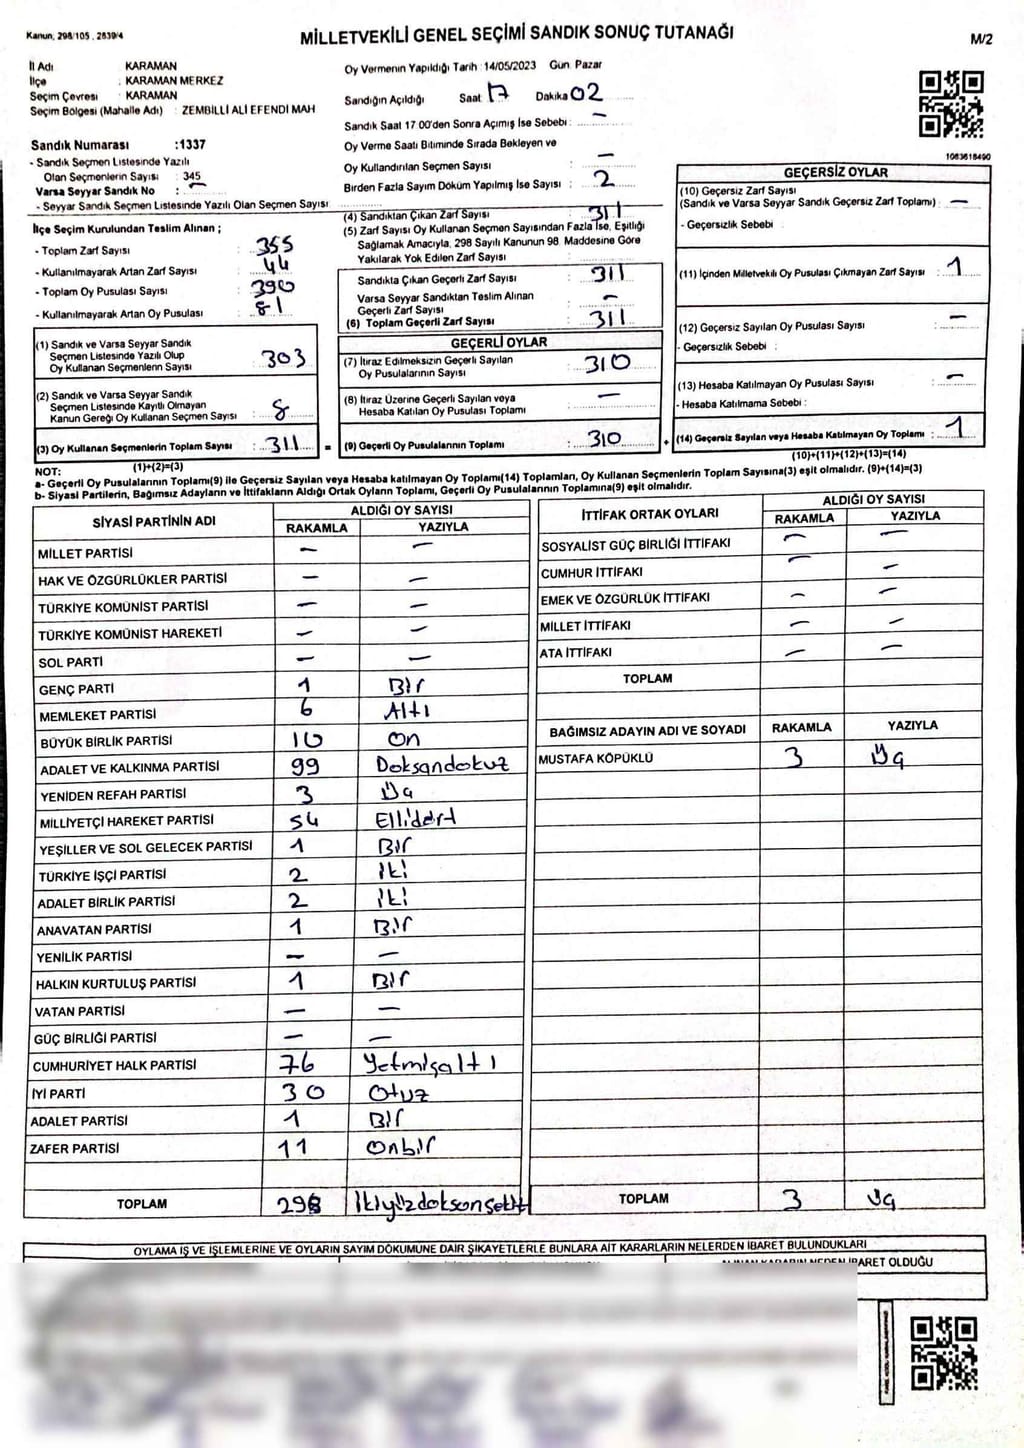 Kanun, 298/105, 2839/4
MİLLETVEKİLİ GENEL SEÇİMİ SANDIK SONUÇ TUTANAĞI
M/2
İl Adı KARAMAN
İlçe : KARAMAN MERKEZ
Seçim Çevresi : KARAMAN
Seçim Bölgesi (Mahalle Adı) : ZEMBİLLİ ALİ EFENDİ MAH
Oy Vermenin Yapıldığı Tarih :14/05/2023 Gün: Pazar
Sandığın Açıldığı Saat 17 Dakika 02
Sandık Saat 17:00'den Sonra Açımış İse Sebebi : —
Oy Verme Saati Bitiminde Sırada Bekleyen ve
Oy Kullandırılan Seçmen Sayısı : —
Birden Fazla Sayım Döküm Yapılmış İse Sayısı : 2
1083618490
Sandık Numarası :1337
- Sandık Seçmen Listesinde Yazılı
Olan Seçmenlerin Sayısı : 345
Varsa Seyyar Sandık No : —
- Seyyar Sandık Seçmen Listesinde Yazılı Olan Seçmen Sayısı :
İlçe Seçim Kurulundan Teslim Alınan ;
- Toplam Zarf Sayısı : 355
- Kullanılmayarak Artan Zarf Sayısı : 44
- Toplam Oy Pusulası Sayısı : 390
- Kullanılmayarak Artan Oy Pusulası : 81
(1) Sandık ve Varsa Seyyar Sandık
Seçmen Listesinde Yazılı Olup
Oy Kullanan Seçmenlerin Sayısı : 303
(2) Sandık ve Varsa Seyyar Sandık
Seçmen Listesinde Kayıtlı Olmayan
Kanun Gereği Oy Kullanan Seçmen Sayısı : 8
(3) Oy Kullanan Seçmenlerin Toplam Sayısı : 311
(1)+(2)=(3)
(4) Sandıktan Çıkan Zarf Sayısı : 311
(5) Zarf Sayısı Oy Kullanan Seçmen Sayısından Fazla İse, Eşitliği
Sağlamak Amacıyla, 298 Sayılı Kanunun 98. Maddesine Göre
Yakılarak Yok Edilen Zarf Sayısı :
Sandıkta Çıkan Geçerli Zarf Sayısı : 311
Varsa Seyyar Sandıktan Teslim Alınan
Geçerli Zarf Sayısı : —
(6) Toplam Geçerli Zarf Sayısı : 311
GEÇERLİ OYLAR
(7) İtiraz Edilmeksizin Geçerli Sayılan
Oy Pusulalarının Sayısı : 310
(8) İtiraz Üzerine Geçerli Sayılan veya
Hesaba Katılan Oy Pusulası Toplamı : —
= (9) Geçerli Oy Pusulalarının Toplamı : 310
GEÇERSİZ OYLAR
(10) Geçersiz Zarf Sayısı
(Sandık ve Varsa Seyyar Sandık Geçersiz Zarf Toplamı) : —
- Geçersizlik Sebebi :
(11) İçinden Milletvekili Oy Pusulası Çıkmayan Zarf Sayısı : 1
(12) Geçersiz Sayılan Oy Pusulası Sayısı : —
- Geçersizlik Sebebi :
(13) Hesaba Katılmayan Oy Pusulası Sayısı : —
- Hesaba Katılmama Sebebi :
+ (14) Geçersiz Sayılan veya Hesaba Katılmayan Oy Toplamı : 1
(10)+(11)+(12)+(13)=(14)
NOT:
a- Geçerli Oy Pusulalarının Toplamı(9) ile Geçersiz Sayılan veya Hesaba katılmayan Oy Toplamı(14) Toplamları, Oy Kullanan Seçmenlerin Toplam Sayısına(3) eşit olmalıdır. (9)+(14)=(3)
b- Siyasi Partilerin, Bağımsız Adayların ve İttifakların Aldığı Ortak Oyların Toplamı, Geçerli Oy Pusulalarının Toplamına(9) eşit olmalıdır.
SİYASİ PARTİNİN ADI ALDIĞI OY SAYISI
RAKAMLA YAZIYLA
MİLLET PARTİSİ — —
HAK VE ÖZGÜRLÜKLER PARTİSİ — —
TÜRKİYE KOMÜNİST PARTİSİ — —
TÜRKİYE KOMÜNİST HAREKETİ — —
SOL PARTİ — —
GENÇ PARTİ 1 Bir
MEMLEKET PARTİSİ 6 Altı
BÜYÜK BİRLİK PARTİSİ 10 On
ADALET VE KALKINMA PARTİSİ 99 Doksandokuz
YENİDEN REFAH PARTİSİ 3 Üç
MİLLİYETÇİ HAREKET PARTİSİ 54 Ellidört
YEŞİLLER VE SOL GELECEK PARTİSİ 1 Bir
TÜRKİYE İŞÇİ PARTİSİ 2 İki
ADALET BİRLİK PARTİSİ 2 İki
ANAVATAN PARTİSİ 1 Bir
YENİLİK PARTİSİ — —
HALKIN KURTULUŞ PARTİSİ 1 Bir
VATAN PARTİSİ — —
GÜÇ BİRLİĞİ PARTİSİ — —
CUMHURİYET HALK PARTİSİ 76 Yetmişaltı
İYİ PARTİ 30 Otuz
ADALET PARTİSİ 1 Bir
ZAFER PARTİSİ 11 Onbir
TOPLAM 298 İkiyüzdoksansekiz
İTTİFAK ORTAK OYLARI ALDIĞI OY SAYISI
RAKAMLA YAZIYLA
SOSYALİST GÜÇ BİRLİĞİ İTTİFAKI — —
CUMHUR İTTİFAKI — —
EMEK VE ÖZGÜRLÜK İTTİFAKI — —
MİLLET İTTİFAKI — —
ATA İTTİFAKI — —
TOPLAM
BAĞIMSIZ ADAYIN ADI VE SOYADI RAKAMLA YAZIYLA
MUSTAFA KÖPÜKLÜ 3 Üç
TOPLAM 3 Üç
OYLAMA İŞ VE İŞLEMLERİNE VE OYLARIN SAYIM DÖKÜMÜNE DAİR ŞİKAYETLERLE BUNLARA AİT KARARLARIN NELERDEN İBARET BULUNDUKLARI
İBARET OLDUĞU